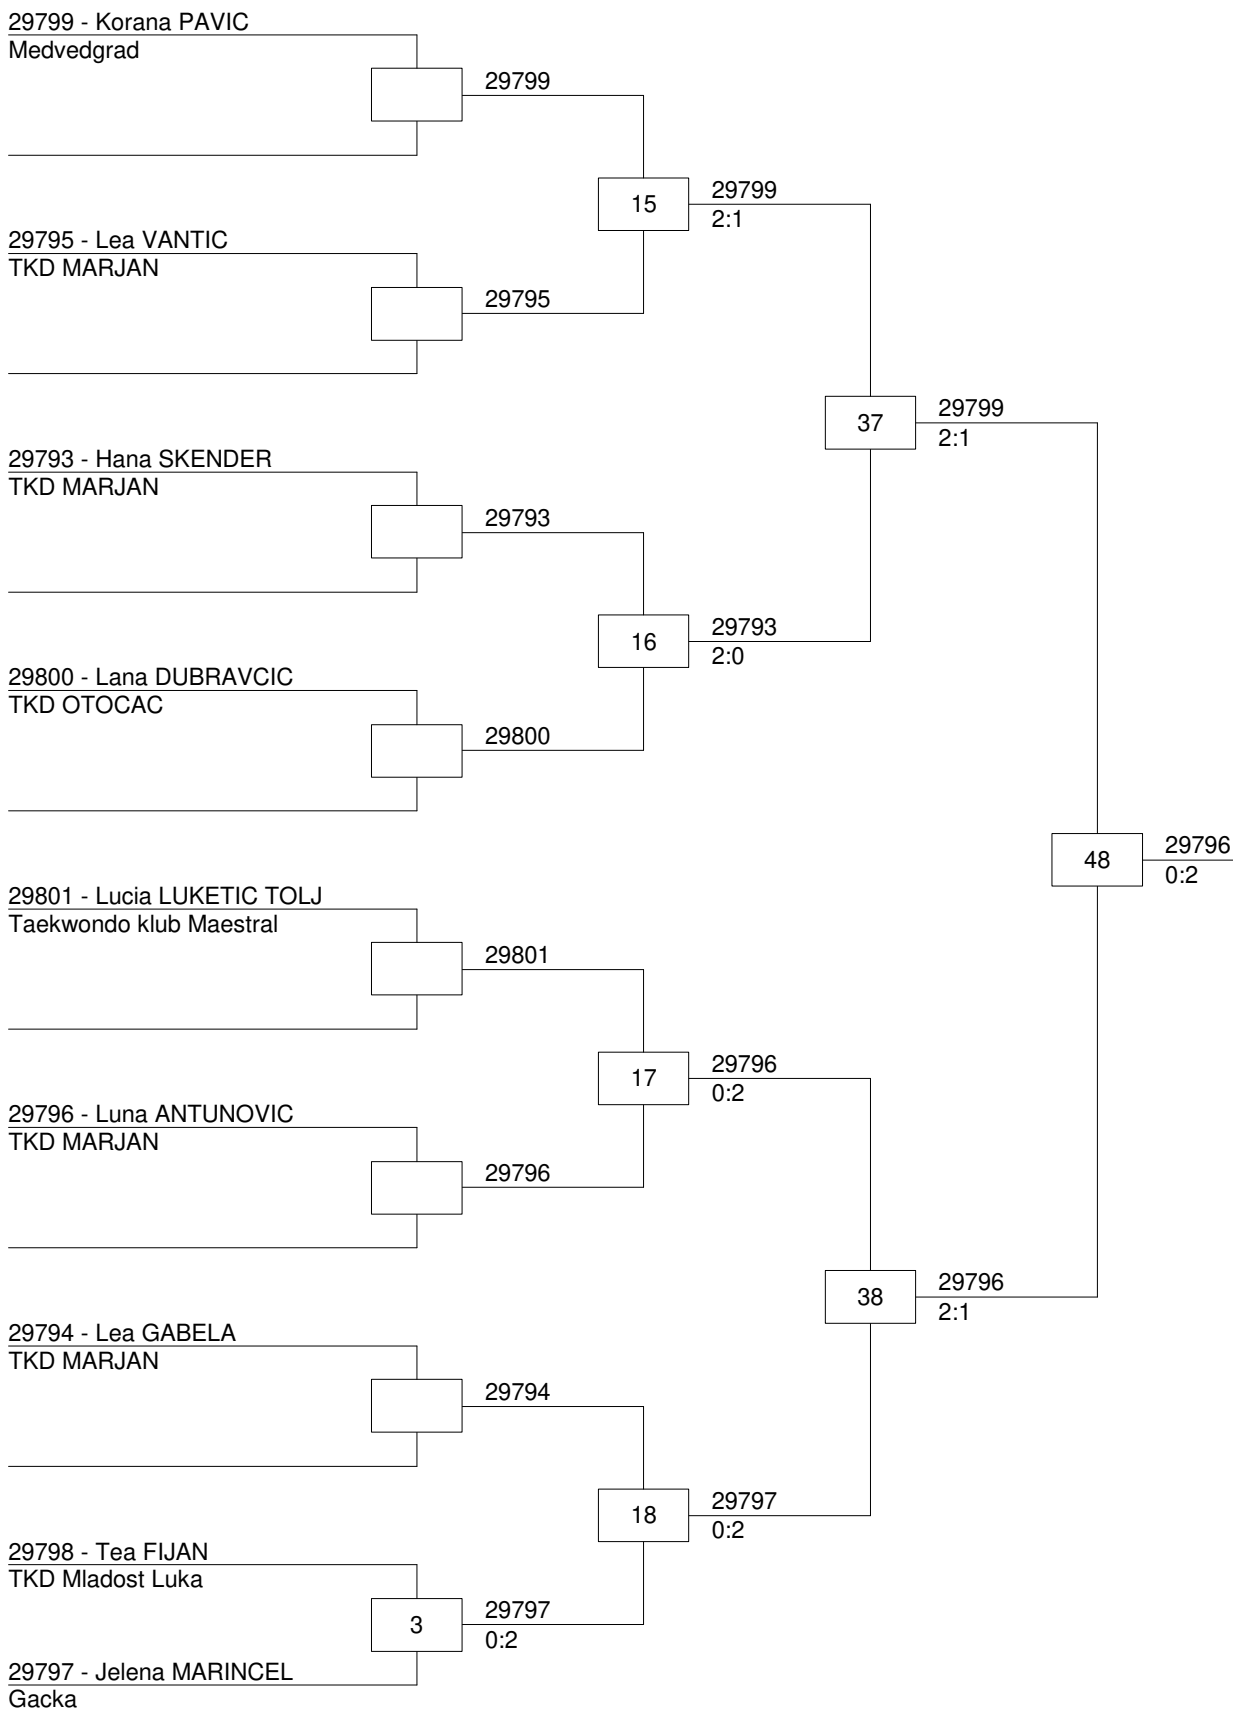 29799 - Korana PAVIC
Medvedgrad
29799
15
29799
2:1
29795 - Lea VANTIC
TKD MARJAN
29795
37
29799
2:1
29793 - Hana SKENDER
TKD MARJAN
29793
16
29793
2:0
29800 - Lana DUBRAVCIC
TKD OTOCAC
29800
48
29796
0:2
29801 - Lucia LUKETIC TOLJ
Taekwondo klub Maestral
29801
17
29796
0:2
29796 - Luna ANTUNOVIC
TKD MARJAN
29796
38
29796
2:1
29794 - Lea GABELA
TKD MARJAN
29794
18
29797
0:2
29798 - Tea FIJAN
TKD Mladost Luka
3
29797
0:2
29797 - Jelena MARINCEL
Gacka